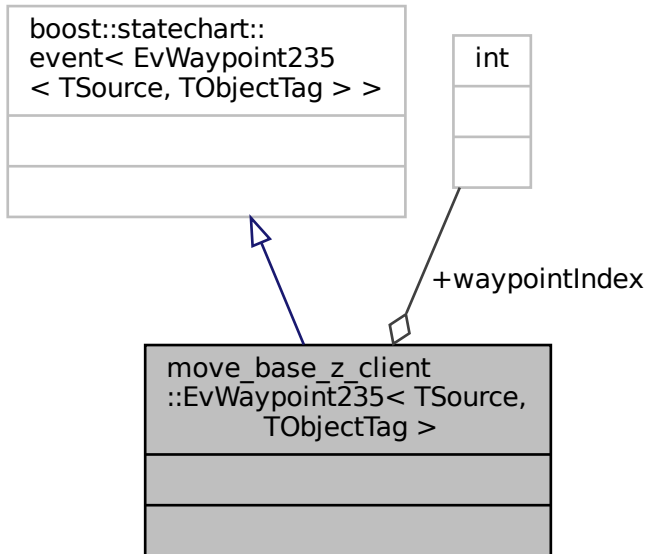 boost::statechart::
event< EvWaypoint235
< TSource, TObjectTag > >
int
+waypointIndex
move_base_z_client
::EvWaypoint235< TSource,
TObjectTag >